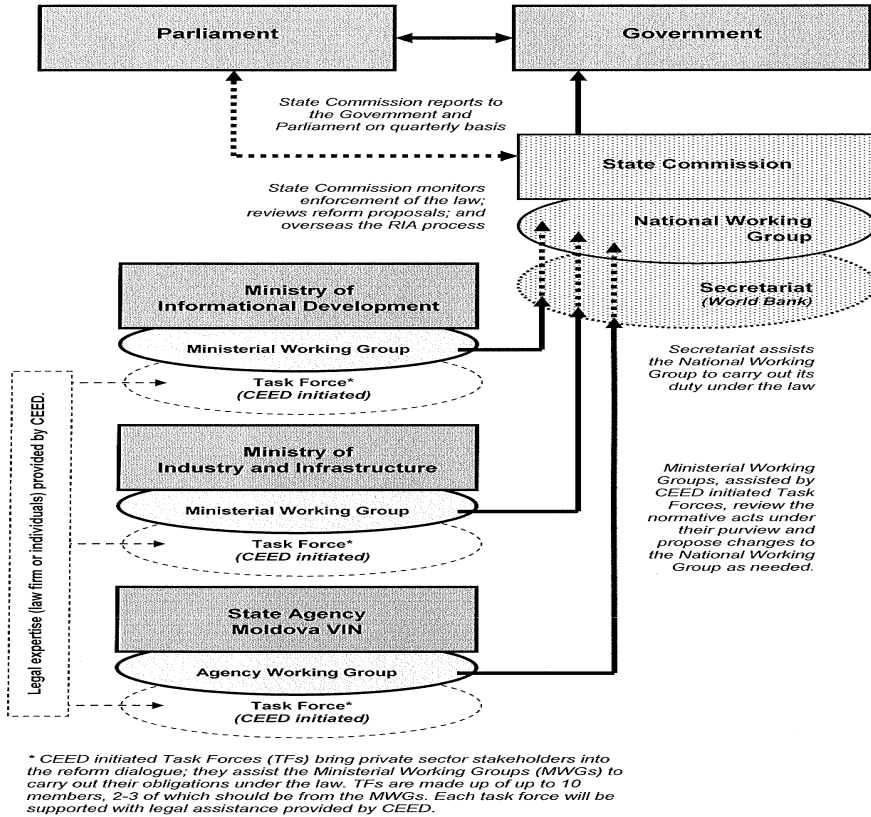 Parliament
Government
State Commission reports to
the Government and
Parliament on quarterly basis
State Commission
State Commission monitors
enforcement of the law;
reviews reform proposals; and
overseas the RIA process
National Working
Group
Secretariat
(World Bank)
Ministry of
Informational Development
Ministerial Working Group
Task Force*
(CEED initiated)
Secretariat assists
the National Working
Group to carry out its
duty under the law
Legal expertise (law firm or individuals) provided by CEED.
Ministry of
Industry and Infrastructure
Ministerial Working Group
Task Force*
(CEED initiated)
Ministerial Working
Groups, assisted by
CEED initiated Task
Forces, review the
normative acts under
their purview and
propose changes to
the National Working
Group as needed.
State Agency
Moldova VIN
Agency Working Group
Task Force*
(CEED initiated)
* CEED initiated Task Forces (TFs) bring private sector stakeholders into
the reform dialogue; they assist the Ministerial Working Groups (MWGs) to
carry out their obligations under the law. TFs are made up of up to 10
members, 2-3 of which should be from the MWGs. Each task force will be
supported with legal assistance provided by CEED.